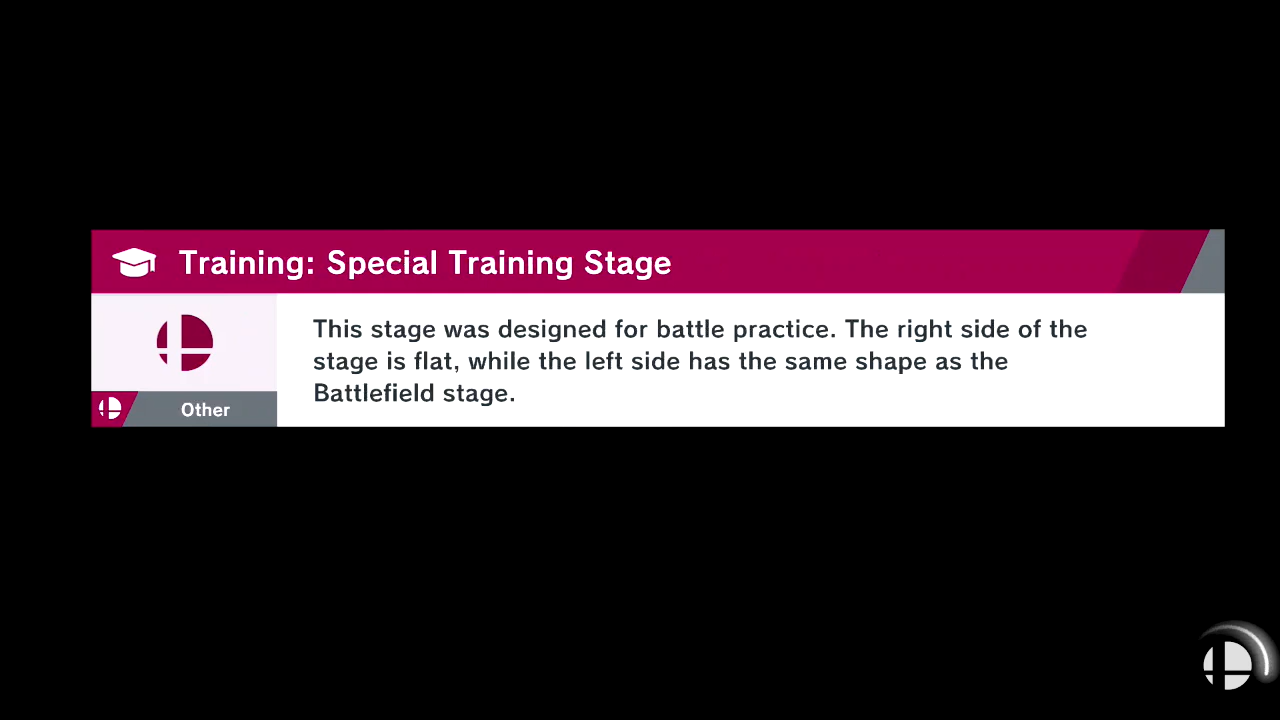 Training: Special Training Stage
This stage was designed for battle practice. The right side of the
stage is flat, while the left side has the same shape as the
Battlefield stage.
Other